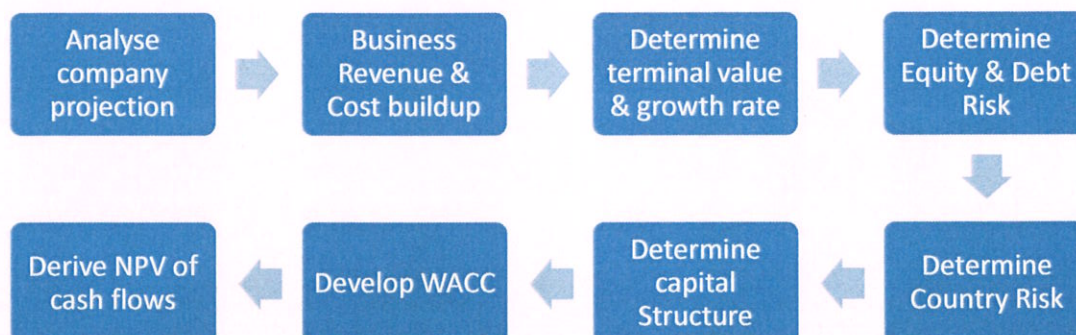 Analyse
company
projection
Business
Revenue &
Cost buildup
Determine
terminal value
& growth rate
Determine
Equity & Debt
Risk
Determine
Country Risk
Determine
capital
Structure
Develop WACC
Derive NPV of
cash flows